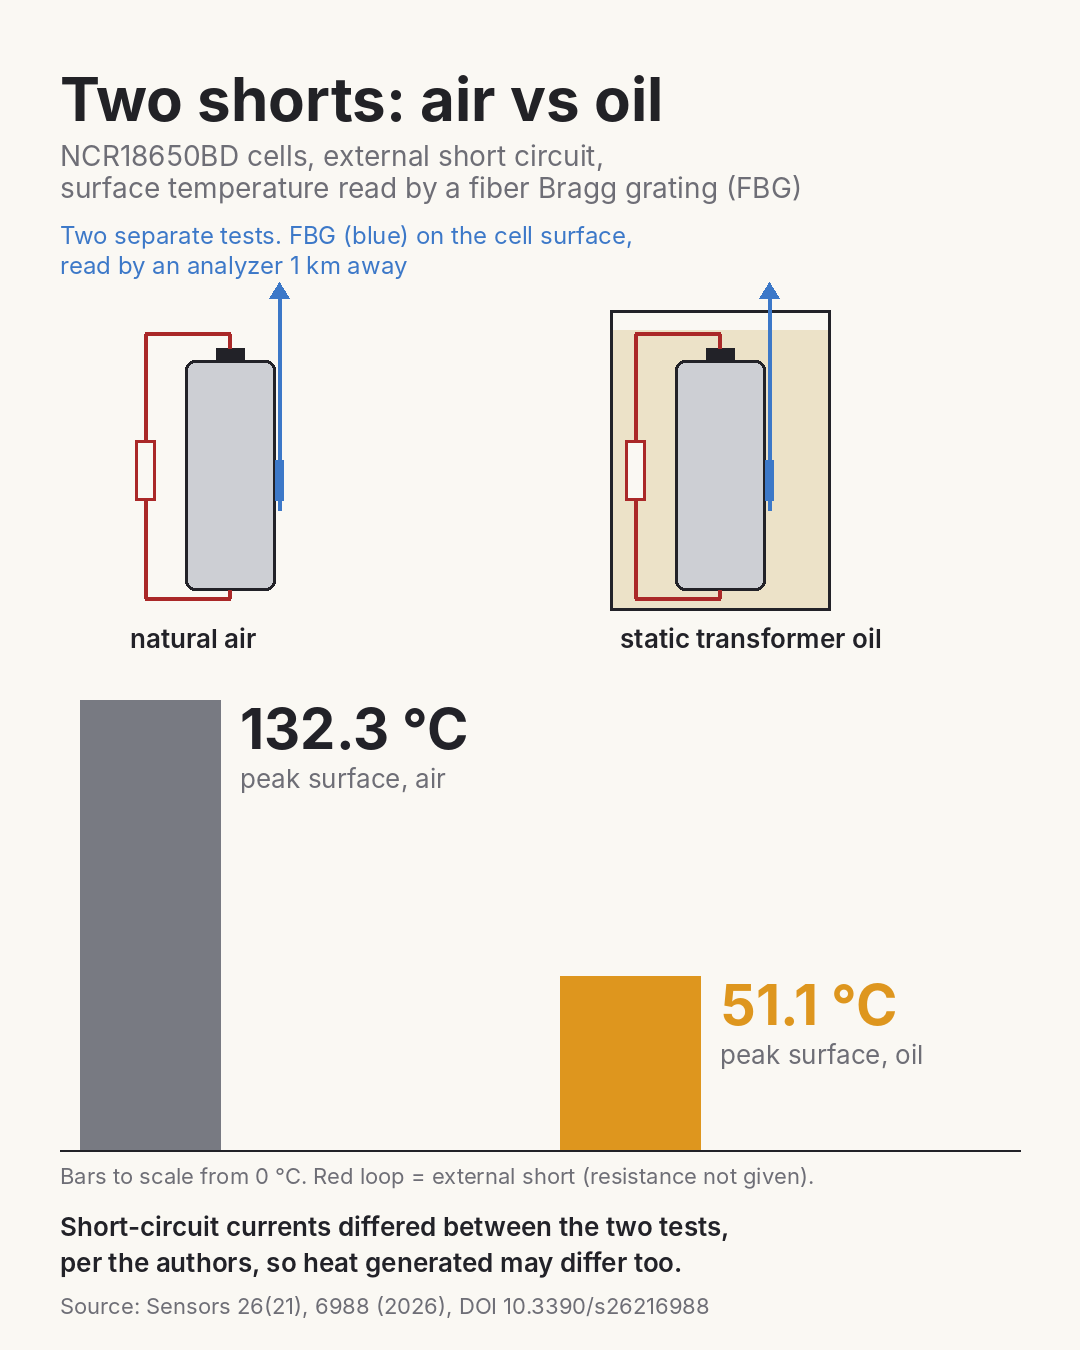 Two shorts: air vs oil
NCR18650BD cells, external short circuit,
surface temperature read by a fiber Bragg grating (FBG)
Two separate tests. FBG (blue) on the cell surface,
read by an analyzer 1 km away
natural air
static transformer oil
132.3 °C
peak surface, air
51.1 °C
peak surface, oil
Bars to scale from 0 °C. Red loop = external short (resistance not given).
Short-circuit currents differed between the two tests,
per the authors, so heat generated may differ too.
Source: Sensors 26(21), 6988 (2026), DOI 10.3390/s26216988